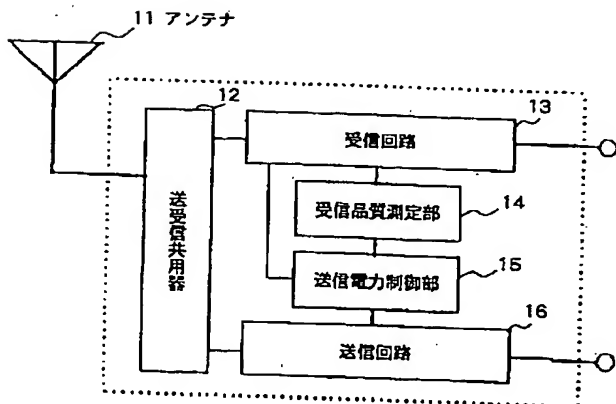 11 アンテナ
12
送受信共用器
13
受信回路
受信品質測定部
14
送信電力制御部
15
16
送信回路